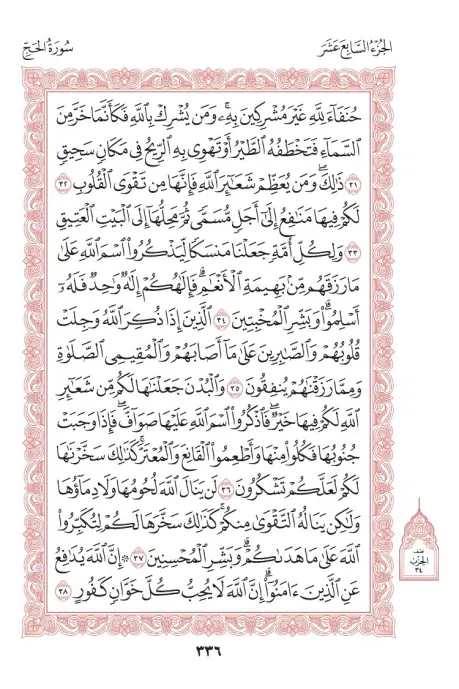 الجزء السابع عشر
سورة الحج
حُنَفَآءَ لِلَّهِ غَيْرَ مُشْرِكِينَ بِهِۦۚ وَمَن يُشْرِكْ بِٱللَّهِ فَكَأَنَّمَا خَرَّ مِنَ
ٱلسَّمَآءِ فَتَخْطَفُهُ ٱلطَّيْرُ أَوْ تَهْوِى بِهِ ٱلرِّيحُ فِى مَكَانٍ سَحِيقٍ
٣١ ذَٰلِكَۖ وَمَن يُعَظِّمْ شَعَٰٓئِرَ ٱللَّهِ فَإِنَّهَا مِن تَقْوَى ٱلْقُلُوبِ ٣٢
لَكُمْ فِيهَا مَنَٰفِعُ إِلَىٰٓ أَجَلٍ مُّسَمًّى ثُمَّ مَحِلُّهَآ إِلَى ٱلْبَيْتِ ٱلْعَتِيقِ
٣٣ وَلِكُلِّ أُمَّةٍ جَعَلْنَا مَنسَكًا لِّيَذْكُرُوا۟ ٱسْمَ ٱللَّهِ عَلَىٰ
مَا رَزَقَهُم مِّنۢ بَهِيمَةِ ٱلْأَنْعَٰمِۗ فَإِلَٰهُكُمْ إِلَٰهٌ وَٰحِدٌ فَلَهُۥٓ
أَسْلِمُوا۟ۗ وَبَشِّرِ ٱلْمُخْبِتِينَ ٣٤ ٱلَّذِينَ إِذَا ذُكِرَ ٱللَّهُ وَجِلَتْ
قُلُوبُهُمْ وَٱلصَّٰبِرِينَ عَلَىٰ مَآ أَصَابَهُمْ وَٱلْمُقِيمِى ٱلصَّلَوٰةِ
وَمِمَّا رَزَقْنَٰهُمْ يُنفِقُونَ ٣٥ وَٱلْبُدْنَ جَعَلْنَٰهَا لَكُم مِّن شَعَٰٓئِرِ
ٱللَّهِ لَكُمْ فِيهَا خَيْرٌۖ فَٱذْكُرُوا۟ ٱسْمَ ٱللَّهِ عَلَيْهَا صَوَآفَّۖ فَإِذَا وَجَبَتْ
جُنُوبُهَا فَكُلُوا۟ مِنْهَا وَأَطْعِمُوا۟ ٱلْقَانِعَ وَٱلْمُعْتَرَّۚ كَذَٰلِكَ سَخَّرْنَٰهَا
لَكُمْ لَعَلَّكُمْ تَشْكُرُونَ ٣٦ لَن يَنَالَ ٱللَّهَ لُحُومُهَا وَلَا دِمَآؤُهَا
وَلَٰكِن يَنَالُهُ ٱلتَّقْوَىٰ مِنكُمْۚ كَذَٰلِكَ سَخَّرَهَا لَكُمْ لِتُكَبِّرُوا۟
ٱللَّهَ عَلَىٰ مَا هَدَىٰكُمْۗ وَبَشِّرِ ٱلْمُحْسِنِينَ ٣٧ ۞ إِنَّ ٱللَّهَ يُدَٰفِعُ
عَنِ ٱلَّذِينَ ءَامَنُوٓا۟ۗ إِنَّ ٱللَّهَ لَا يُحِبُّ كُلَّ خَوَّانٍ كَفُورٍ ٣٨
نصف
الحزب
٣٤
٣٣٦